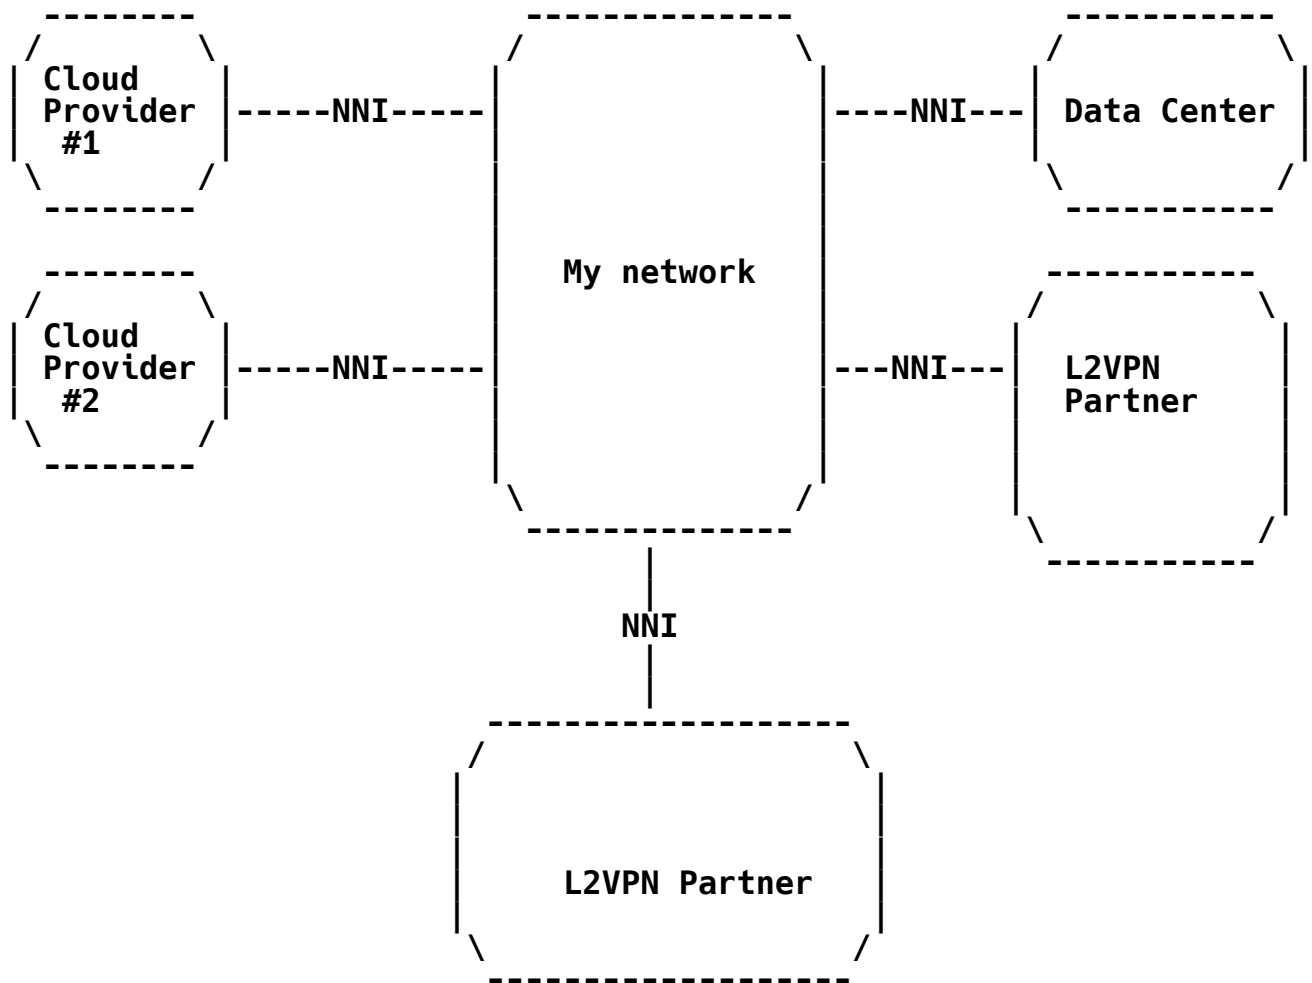 Cloud
Provider
#1
NNI
NNI
Data Center
My network
Cloud
Provider
#2
NNI
NNI
L2VPN
Partner
NNI
L2VPN Partner